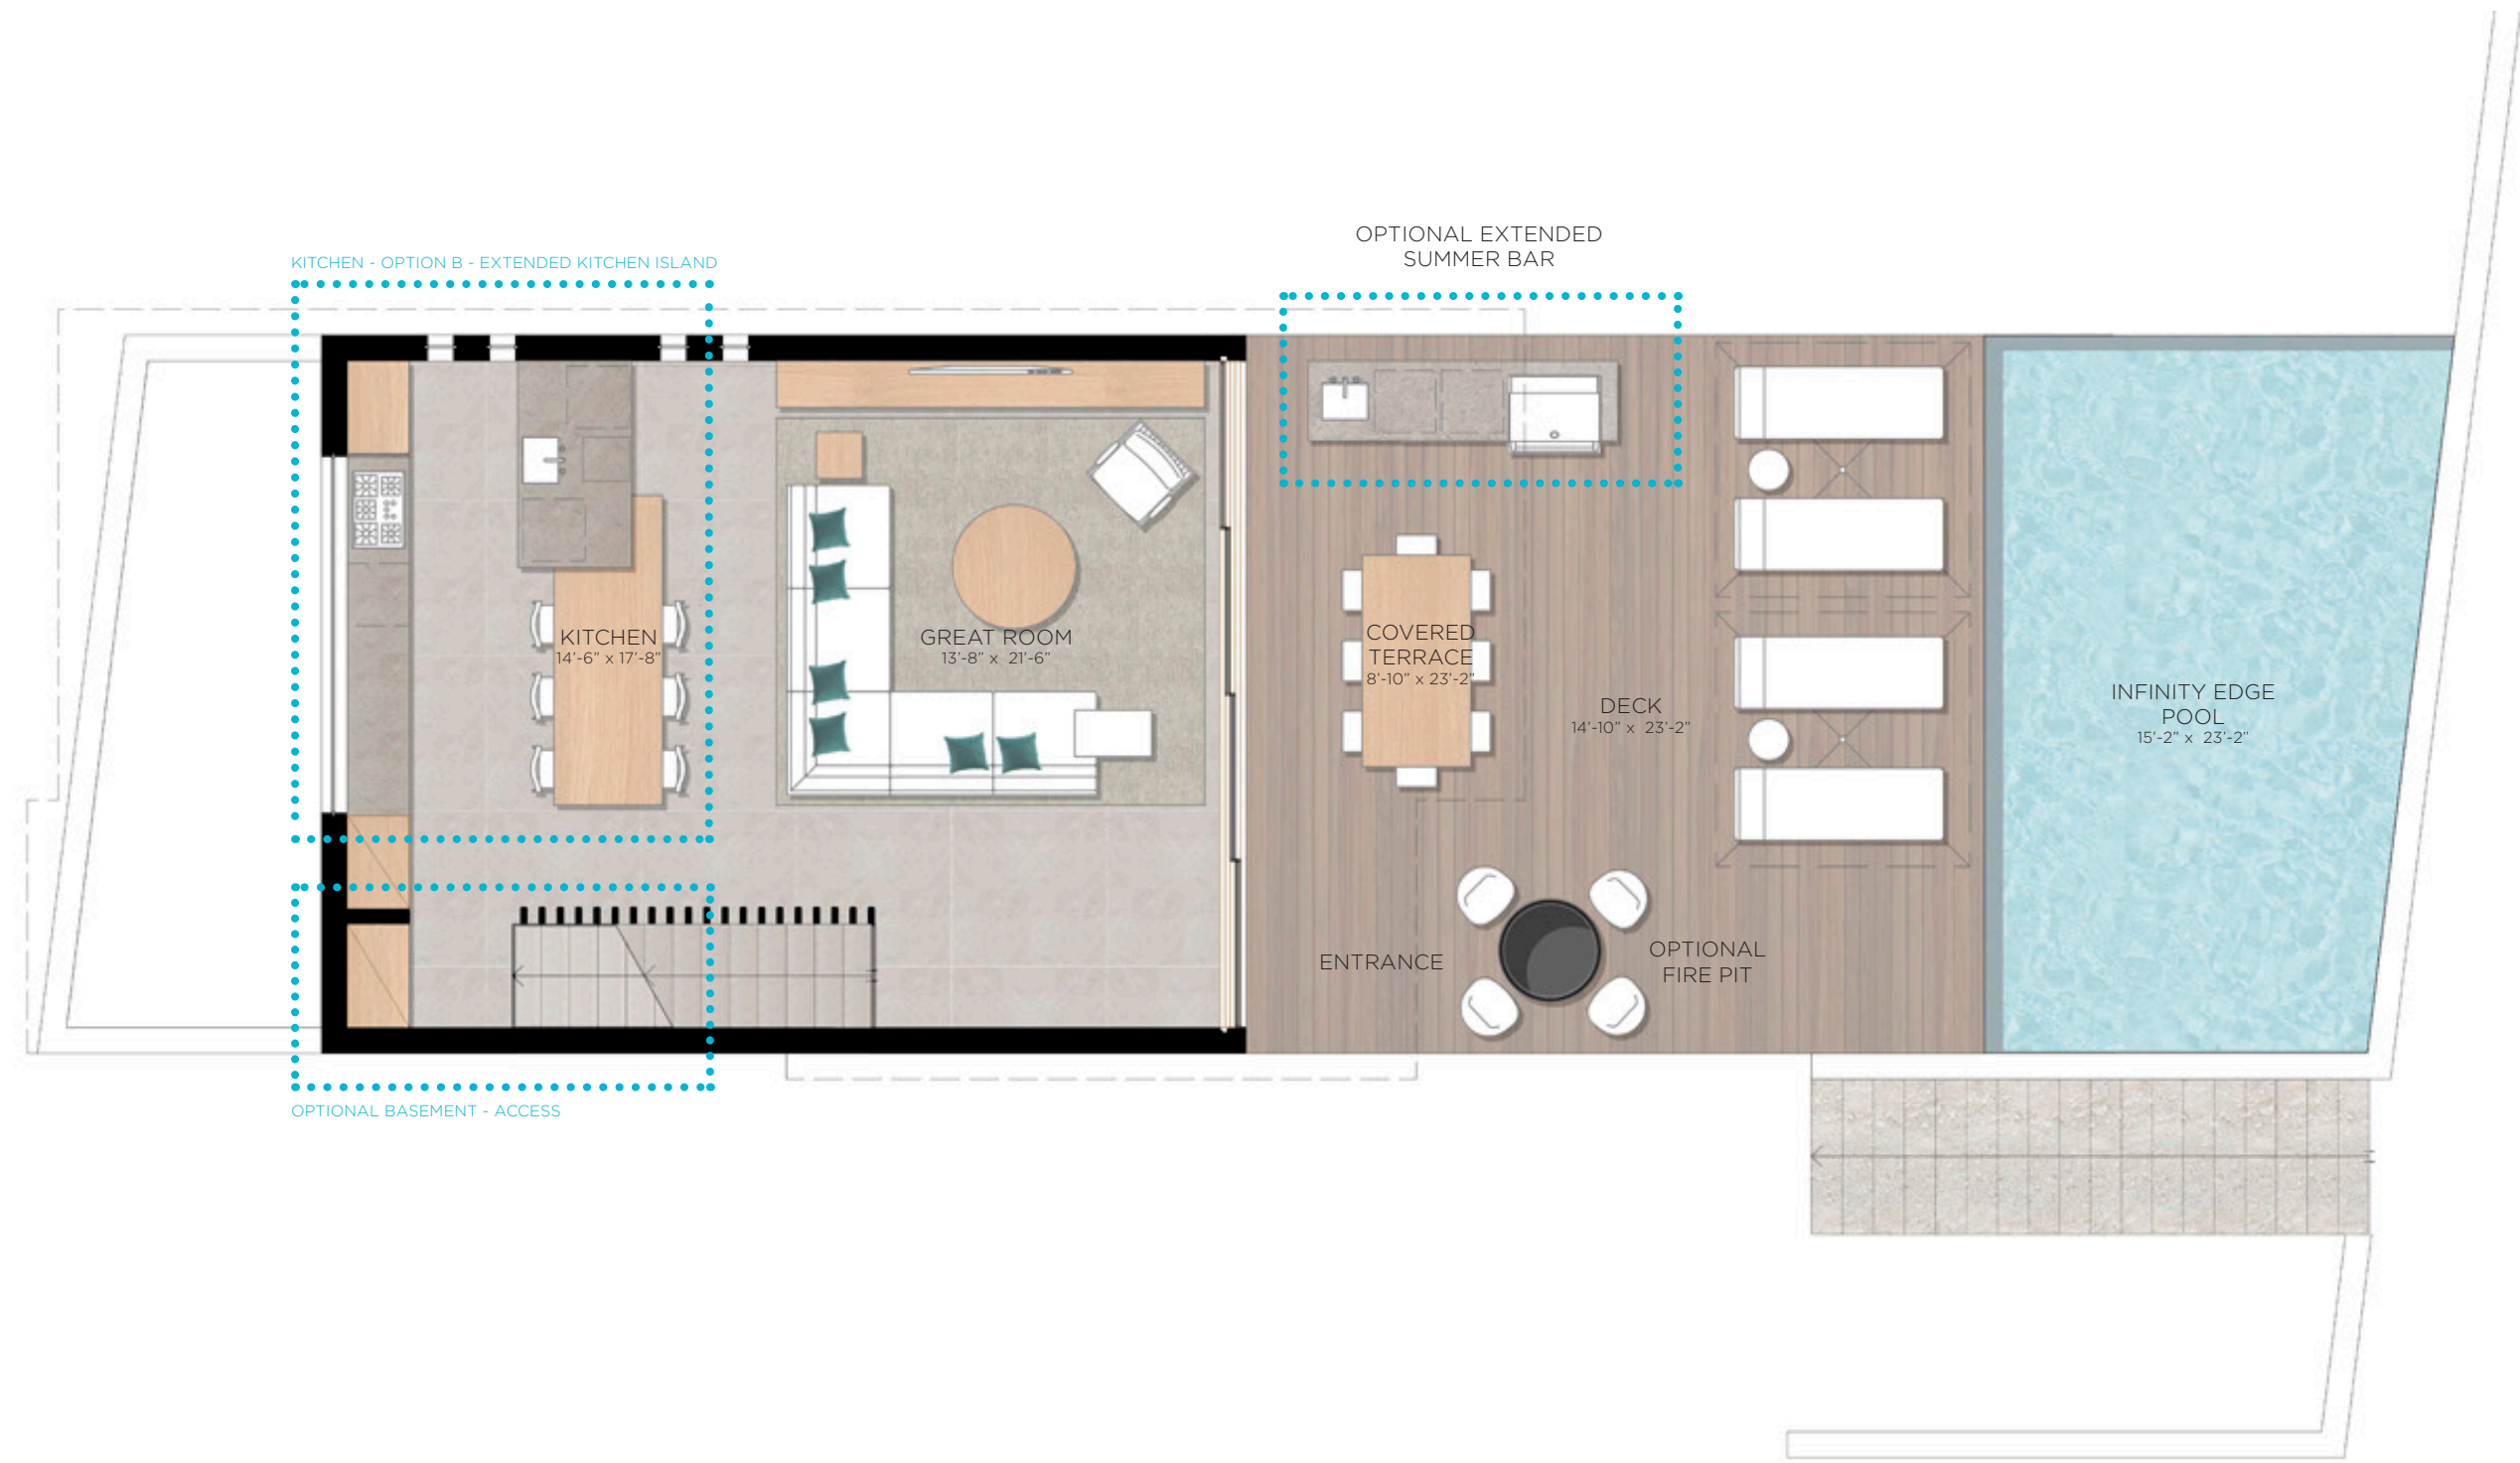 OPTIONAL EXTENDED
SUMMER BAR
KITCHEN - OPTION B - EXTENDED KITCHEN ISLAND
KITCHEN
14'-6" x 17'-8"
GREAT ROOM
13'-8" x 21'-6"
COVERED
TERRACE
8'-10" x 23'-2"
DECK
14'-10" x 23'-2"
INFINITY EDGE
POOL
15'-2" x 23'-2"
ENTRANCE
OPTIONAL
FIRE PIT
OPTIONAL BASEMENT - ACCESS